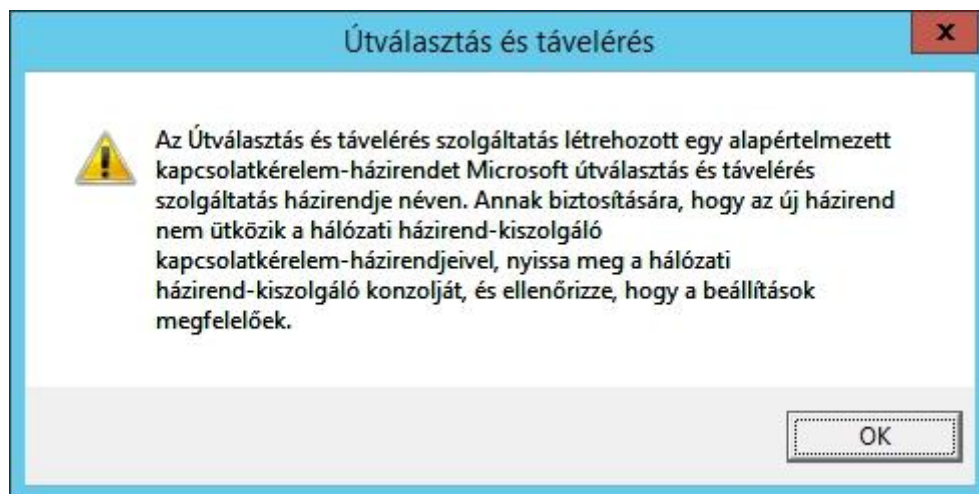 Útválasztás és távelérés
x
Az Útválasztás és távelérés szolgáltatás létrehozott egy alapértelmezett
kapcsolatkérelem-házirendet Microsoft útválasztás és távelérés
szolgáltatás házirendje néven. Annak biztosítására, hogy az új házirend
nem ütközik a hálózati házirend-kiszolgáló
kapcsolatkérelem-házirendjeivel, nyissa meg a hálózati
házirend-kiszolgáló konzolját, és ellenőrizze, hogy a beállítások
megfelelőek.
OK